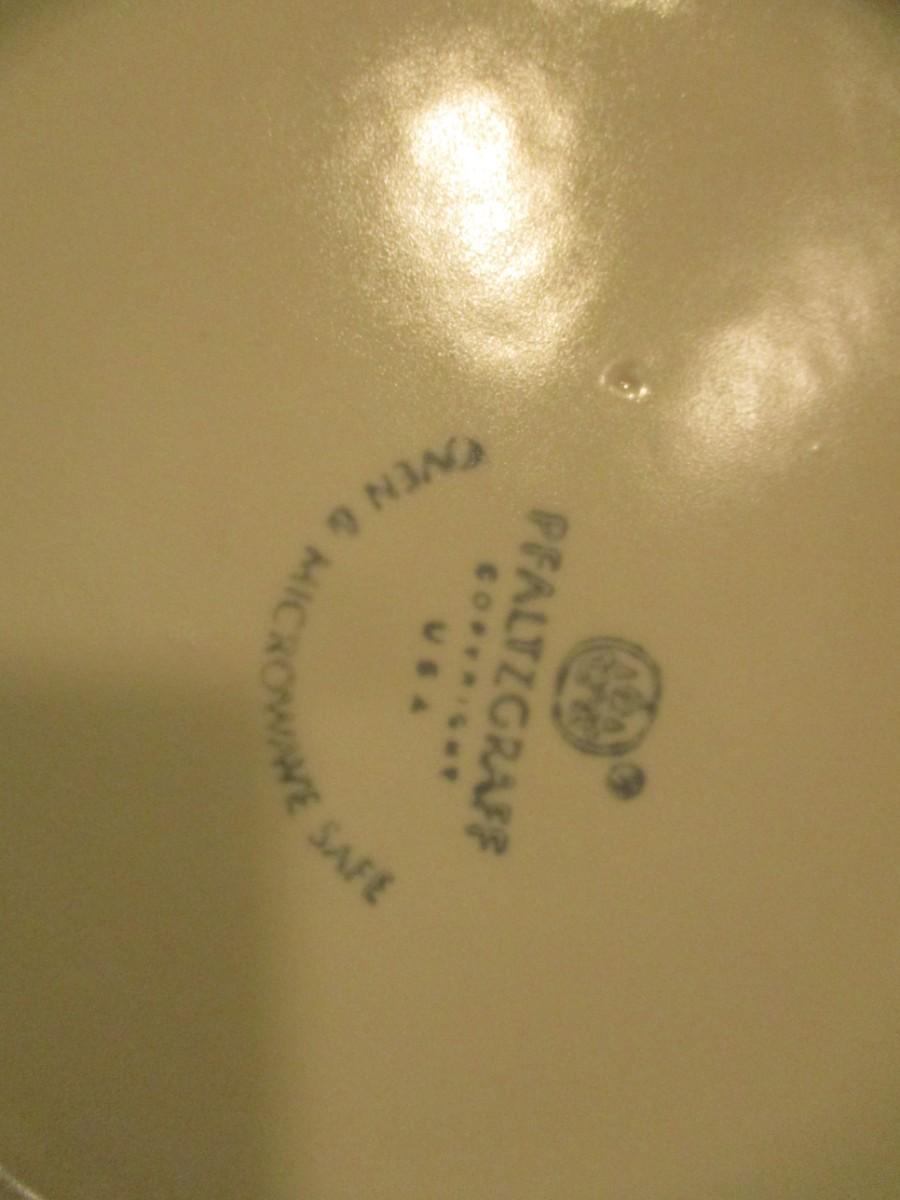 PFALTZGRAFF
COPYRIGHT
USA
OVEN & MICROWAVE SAFE